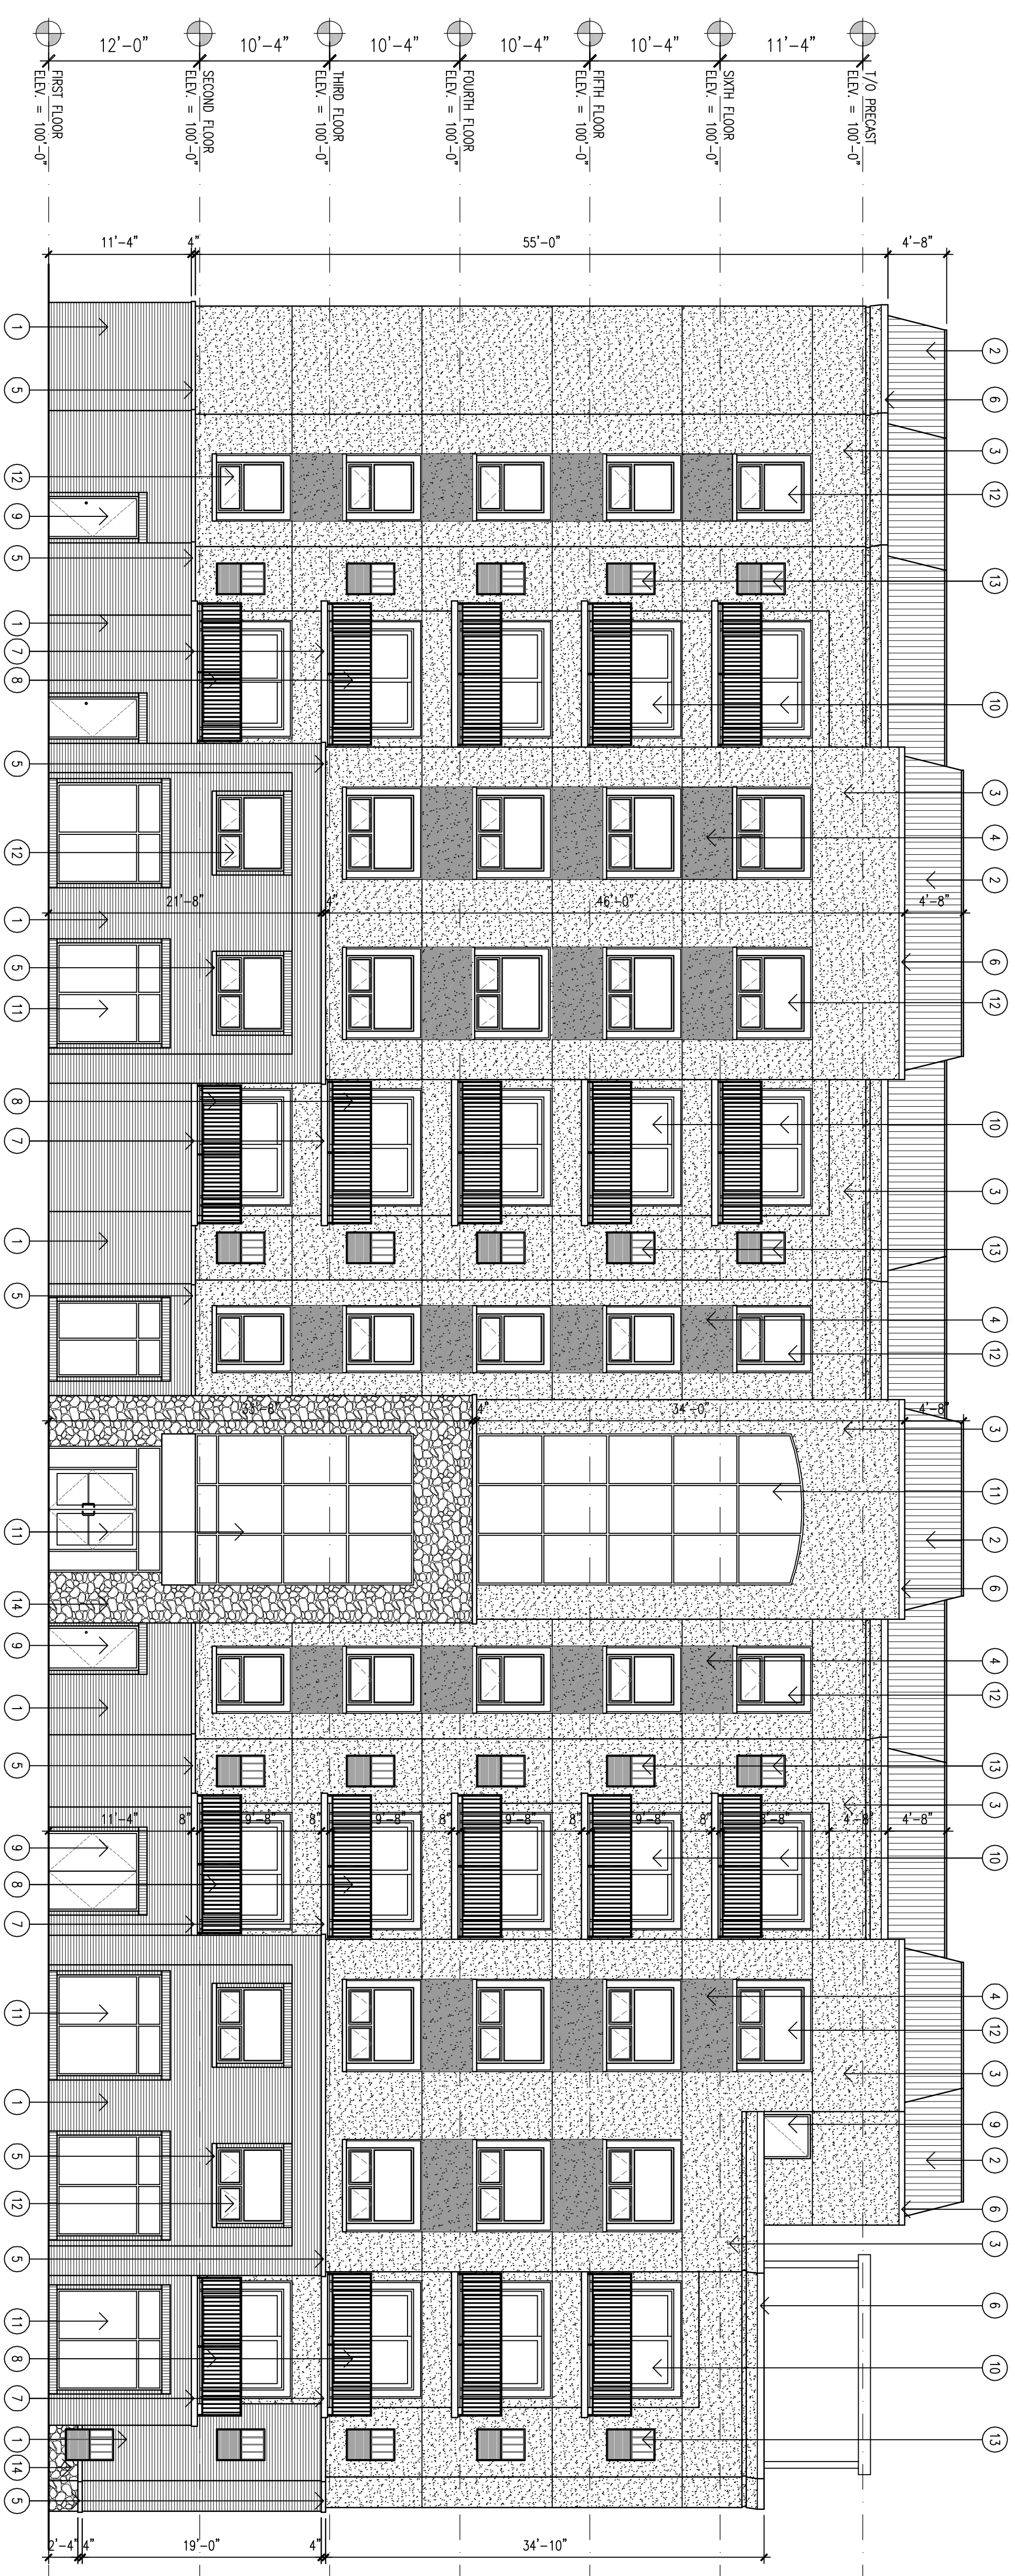 2 6 3 12 13 10 3 4 2 6 12 10 3 13 4 12 3 11 2 6 4 12 13 3 10 4 12 3 9 2 6 3 6 10 13
T/O PRECAST
ELEV. = 100'-0"
11'-4"
SIXTH FLOOR
ELEV. = 100'-0"
10'-4"
FIFTH FLOOR
ELEV. = 100'-0"
10'-4"
FOURTH FLOOR
ELEV. = 100'-0"
10'-4"
THIRD FLOOR
ELEV. = 100'-0"
10'-4"
SECOND FLOOR
ELEV. = 100'-0"
12'-0"
FIRST FLOOR
ELEV. = 100'-0"
4'-8"
55'-0"
4"
11'-4"
4'-8"
46'-0"
4"
21'-8"
4'-8"
34'-0"
4"
33'-8"
4'-8"
4'-8"
8"
9'-8"
8"
9'-8"
8"
9'-8"
8"
9'-8"
8"
11'-4"
34'-10"
4"
19'-0"
4"
2'-4"
1 5 12 9 5 1 7 8 5 12 1 5 11 8 7 1 5 11 14 9 1 5 9 8 7 11 1 5 12 5 11 8 7 1 14 5